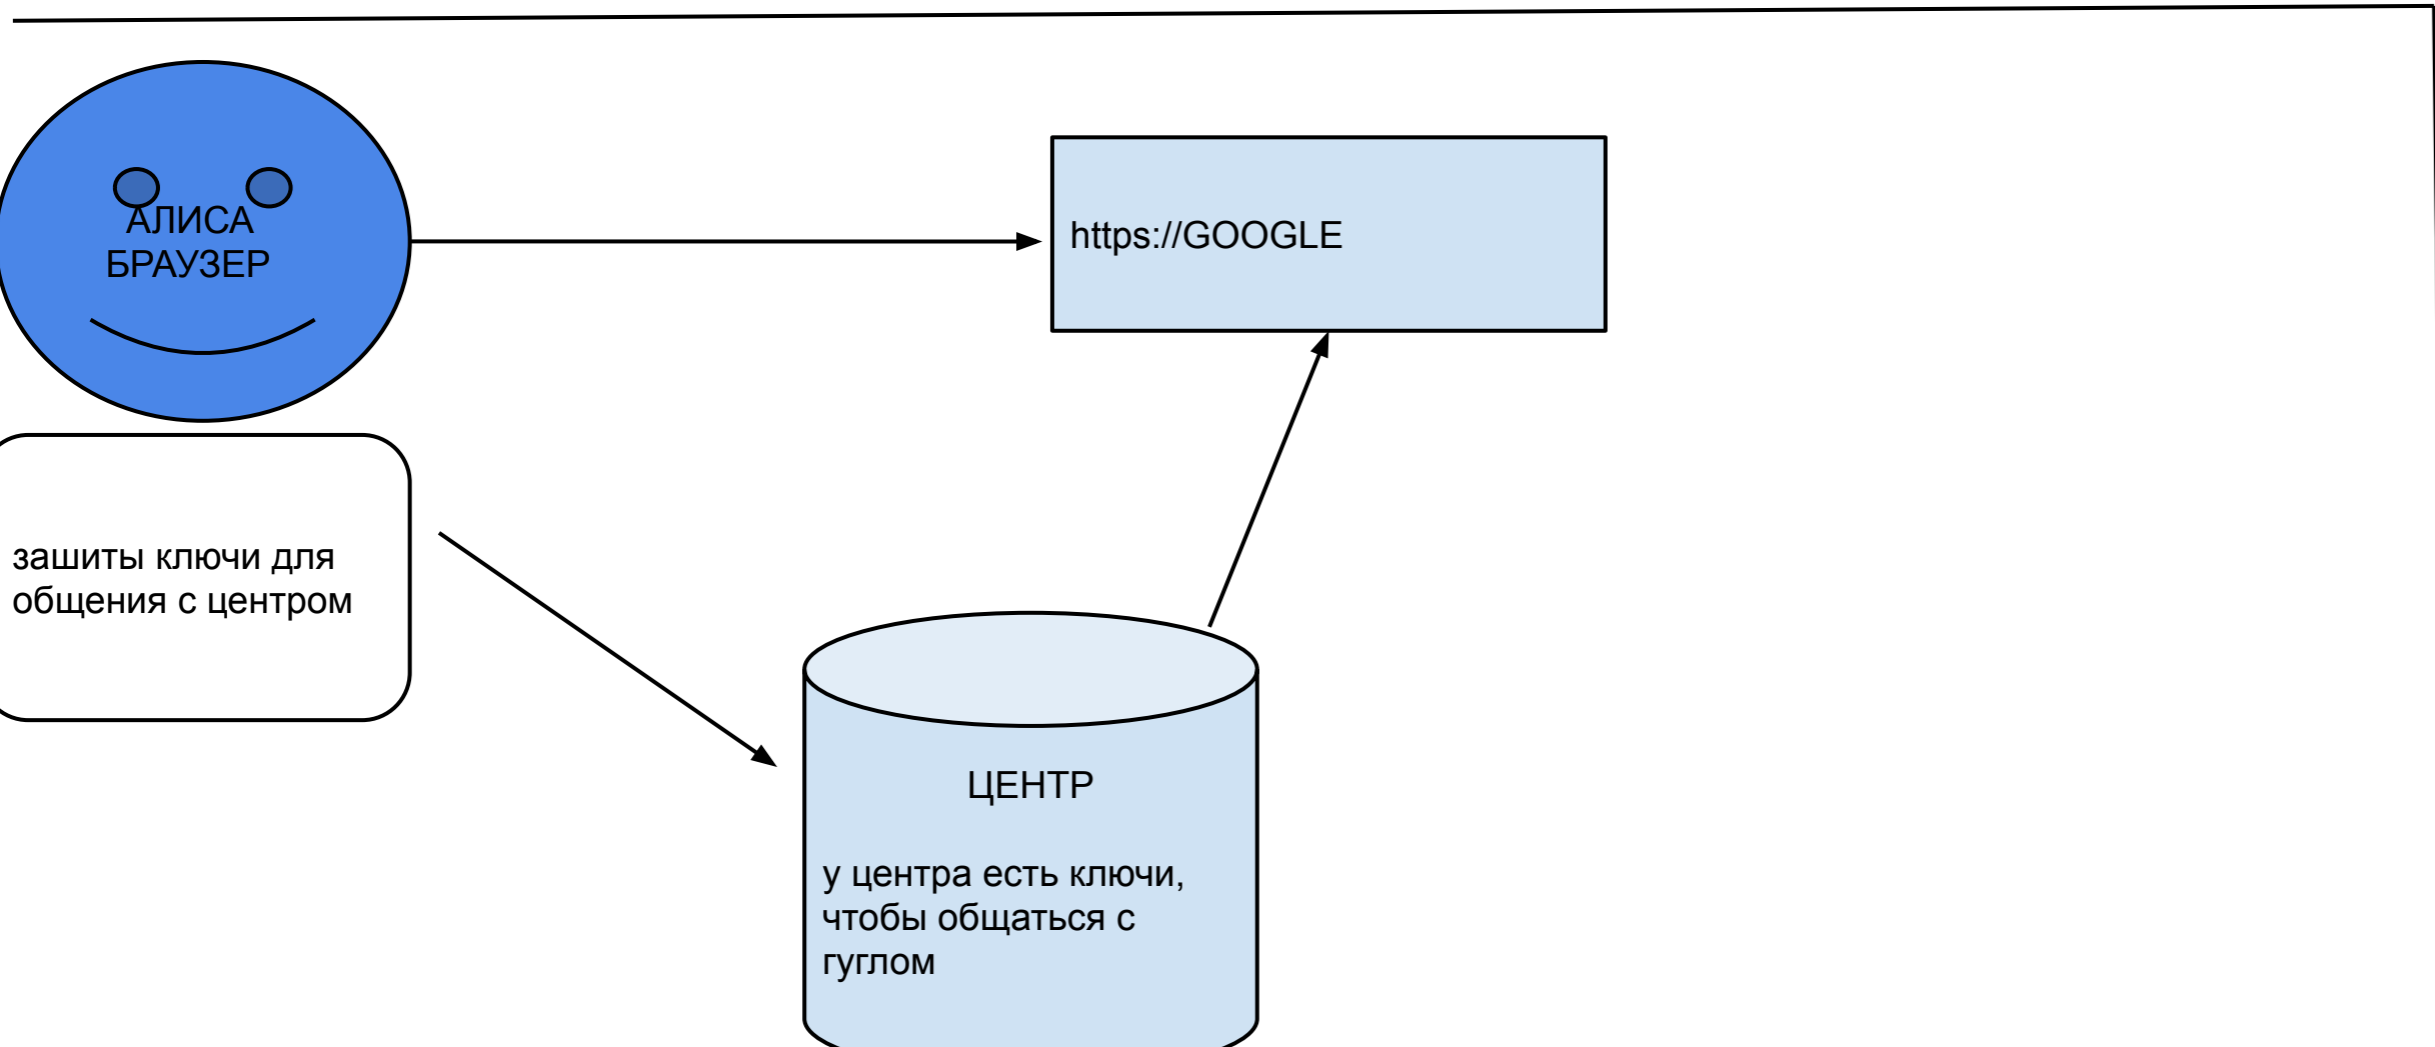 АЛИСА
БРАУЗЕР
https://GOOGLE
зашиты ключи для
общения с центром
ЦЕНТР
у центра есть ключи,
чтобы общаться с
гуглом